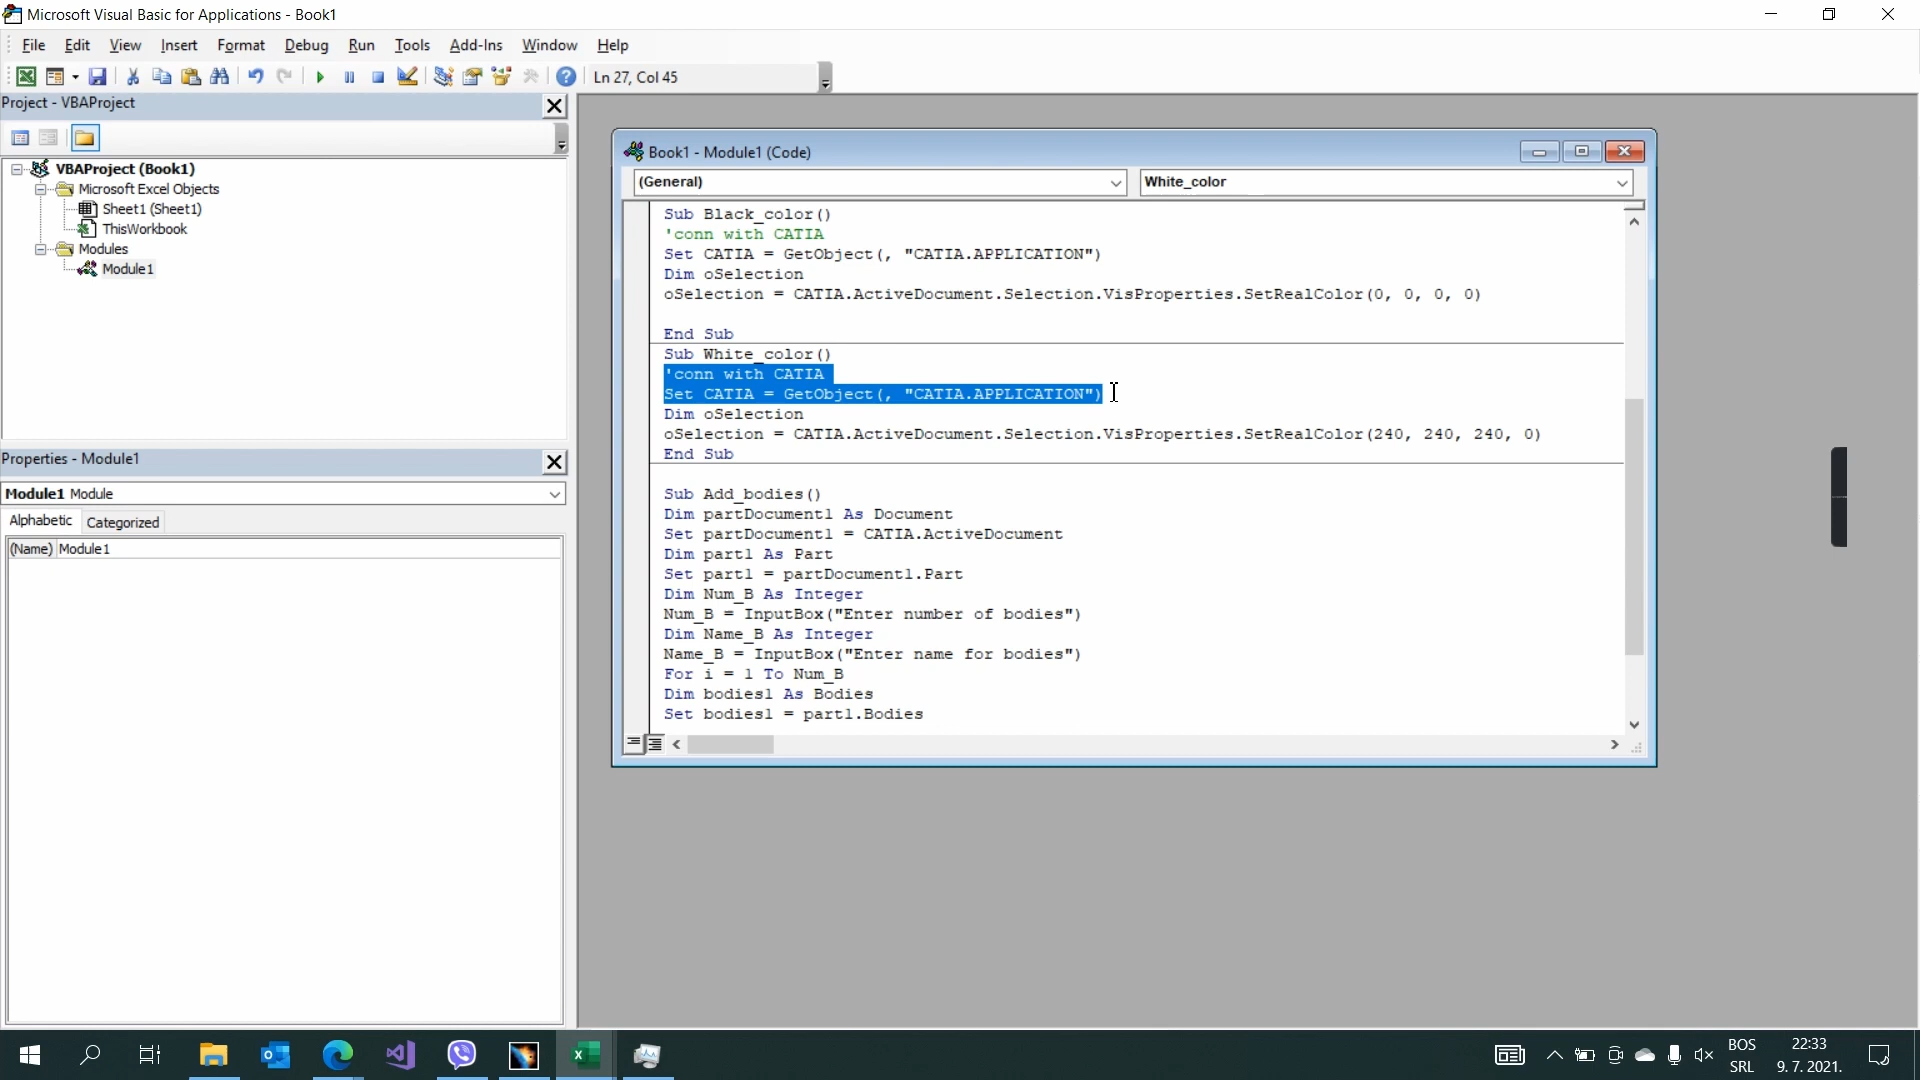 Microsoft Visual Basic for Applications - Book1
File Edit View Insert Format Debug Run Tools Add-Ins Window Help
Ln 27, Col 45
Project - VBAProject
VBAProject (Book1)
Microsoft Excel Objects
Sheet1 (Sheet1)
ThisWorkbook
Modules
Module1
Properties - Module1
Module1 Module
Alphabetic Categorized
(Name) Module1
Book1 - Module1 (Code)
(General) White_color
Sub Black_color()
'conn with CATIA
Set CATIA = GetObject(, "CATIA.APPLICATION")
Dim oSelection
oSelection = CATIA.ActiveDocument.Selection.VisProperties.SetRealColor(0, 0, 0, 0)
End Sub
Sub White_color()
'conn with CATIA
Set CATIA = GetObject(, "CATIA.APPLICATION")
Dim oSelection
oSelection = CATIA.ActiveDocument.Selection.VisProperties.SetRealColor(240, 240, 240, 0)
End Sub
Sub Add_bodies()
Dim partDocument1 As Document
Set partDocument1 = CATIA.ActiveDocument
Dim part1 As Part
Set part1 = partDocument1.Part
Dim Num_B As Integer
Num_B = InputBox("Enter number of bodies")
Dim Name_B As Integer
Name_B = InputBox("Enter name for bodies")
For i = 1 To Num_B
Dim bodies1 As Bodies
Set bodies1 = part1.Bodies
BOS
SRL
22:33
9. 7. 2021.